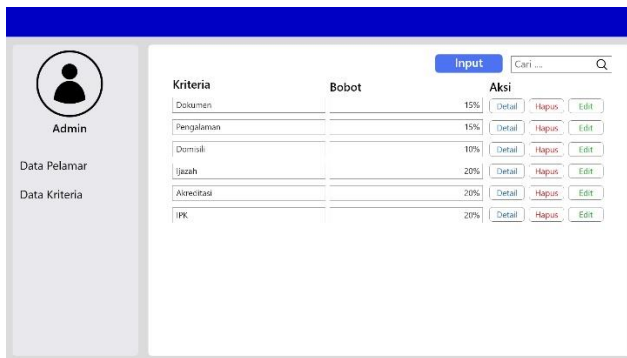 Admin
Data Pelamar
Data Kriteria
Input Cari ....
Kriteria Bobot Aksi
Dokumen 15% Detail Hapus Edit
Pengalaman 15% Detail Hapus Edit
Domisili 10% Detail Hapus Edit
Ijazah 20% Detail Hapus Edit
Akreditasi 20% Detail Hapus Edit
IPK 20% Detail Hapus Edit